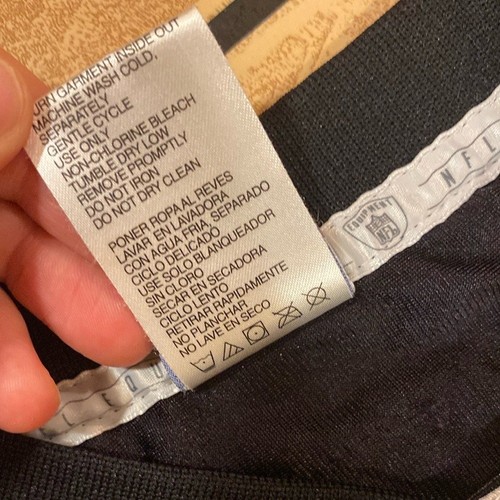 URN GARMENT INSIDE OUT
MACHINE WASH COLD,
SEPARATELY
GENTLE CYCLE
USE ONLY
NON-CHLORINE BLEACH
TUMBLE DRY LOW
REMOVE PROMPTLY
DO NOT IRON
DO NOT DRY CLEAN
PONER ROPA AL REVES
LAVAR EN LAVADORA
CON AGUA FRIA, SEPARADO
CICLO DELICADO
USE SOLO BLANQUEADOR
SIN CLORO
SECAR EN SECADORA
CICLO LENTO
RETIRAR RAPIDAMENTE
NO PLANCHAR
NO LAVE EN SECO
EQUIPMENT
NFL
NFL
L EQU